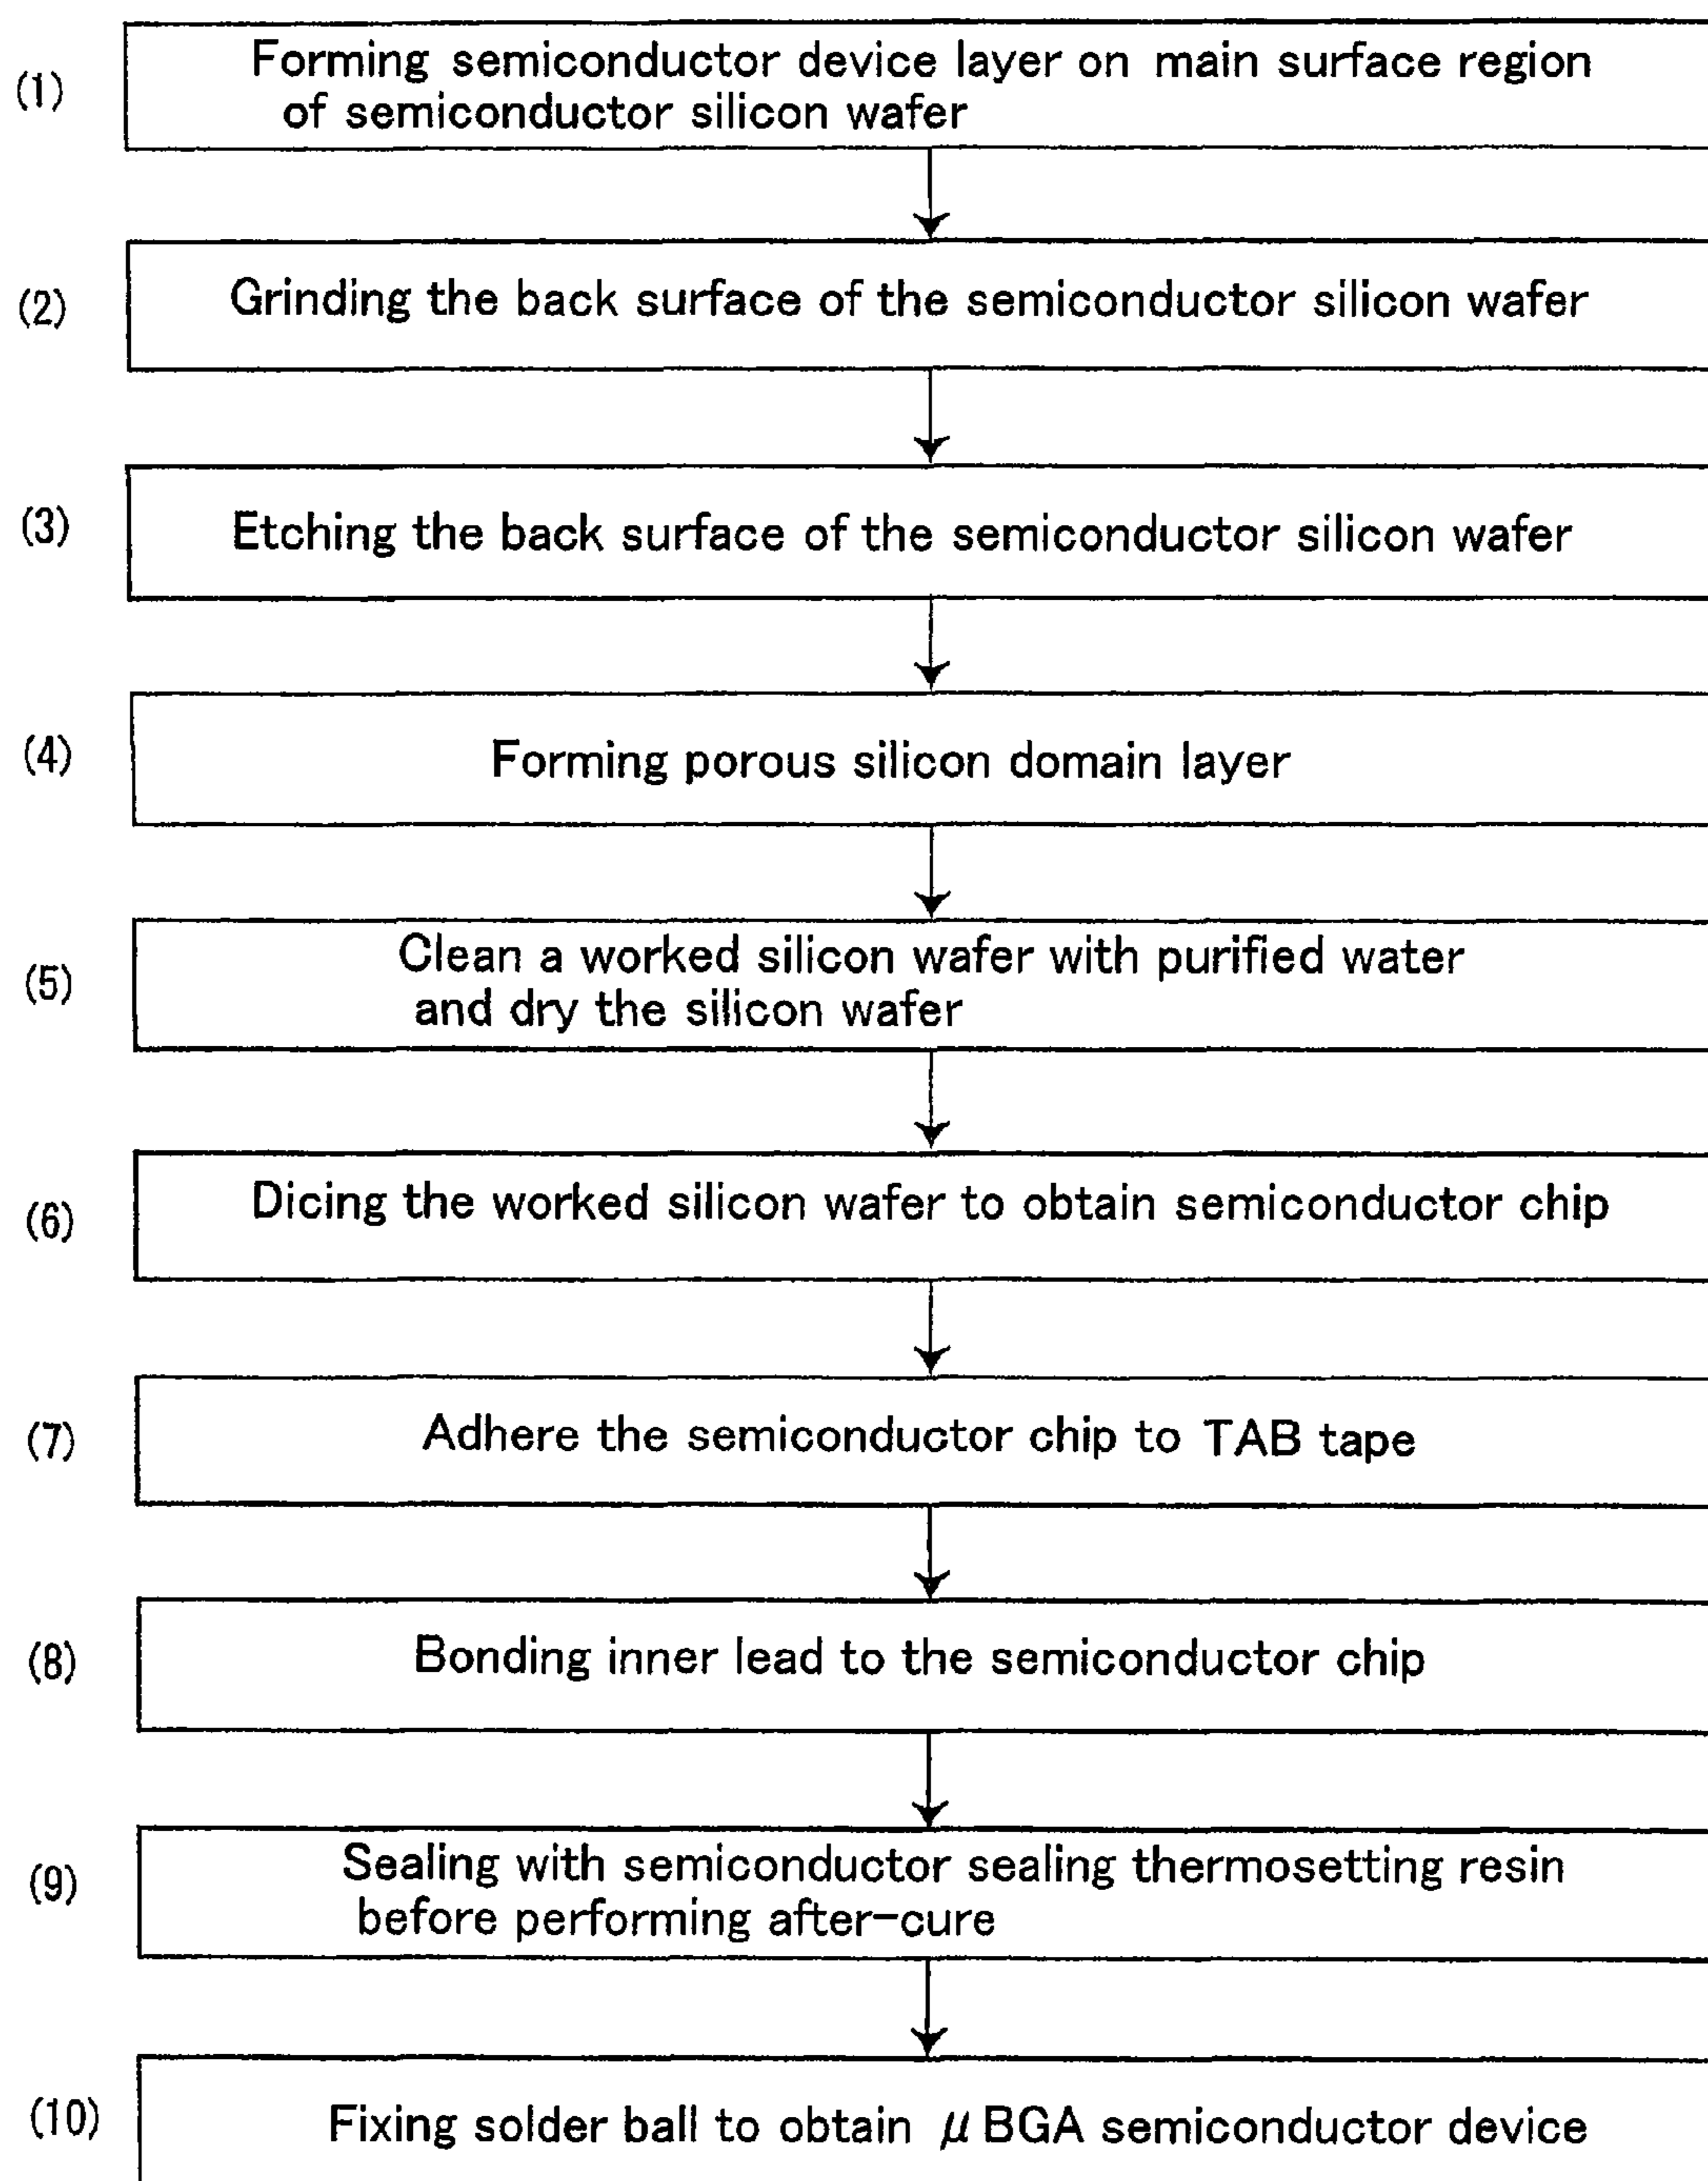 (1)
Forming semiconductor device layer on main surface region
of semiconductor silicon wafer
(2)
Grinding the back surface of the semiconductor silicon wafer
(3)
Etching the back surface of the semiconductor silicon wafer
(4)
Forming porous silicon domain layer
(5)
Clean a worked silicon wafer with purified water
and dry the silicon wafer
(6)
Dicing the worked silicon wafer to obtain semiconductor chip
(7)
Adhere the semiconductor chip to TAB tape
(8)
Bonding inner lead to the semiconductor chip
(9)
Sealing with semiconductor sealing thermosetting resin
before performing after-cure
(10)
Fixing solder ball to obtain μBGA semiconductor device